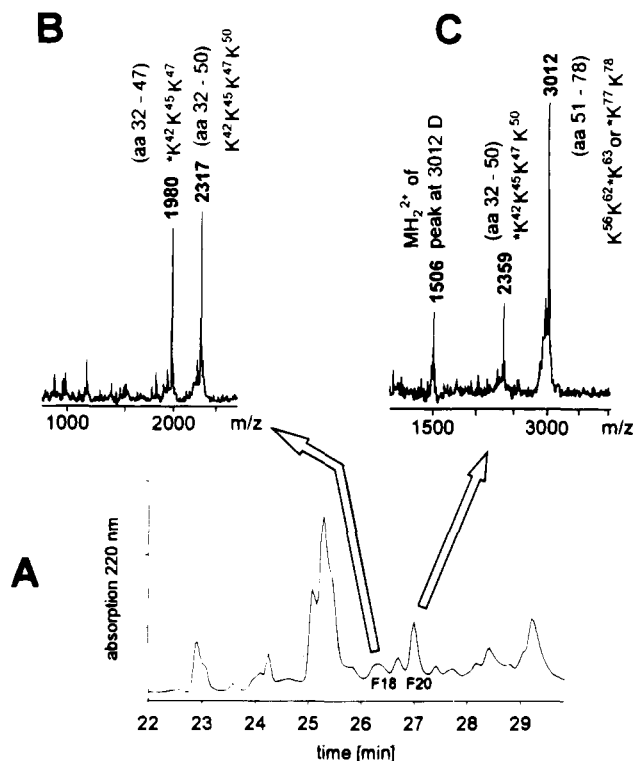 B
(aa 32 - 47)
1980 *K42K45K47
(aa 32 - 50)
2317 K42K45K47K50
1000 2000 m/z
C
MH22+ of
1506 peak at 3012 D
(aa 32 - 50)
2359 *K42K45K47K50
3012
(aa 51 - 78)
K56K62*K63 or *K77K78
1500 3000 m/z
A
absorption 220 nm
F18 F20
22 23 24 25 26 27 28 29
time [min]